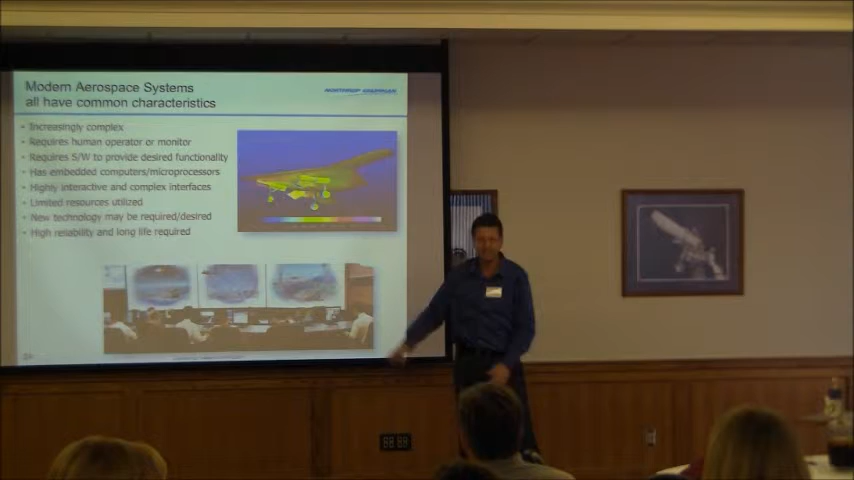 Modern Aerospace Systems
all have common characteristics
NORTHROP GRUMMAN
• Increasingly complex
• Requires human operator or monitor
• Requires S/W to provide desired functionality
• Has embedded computers/microprocessors
• Highly interactive and complex interfaces
• Limited resources utilized
• New technology may be required/desired
• High reliability and long life required